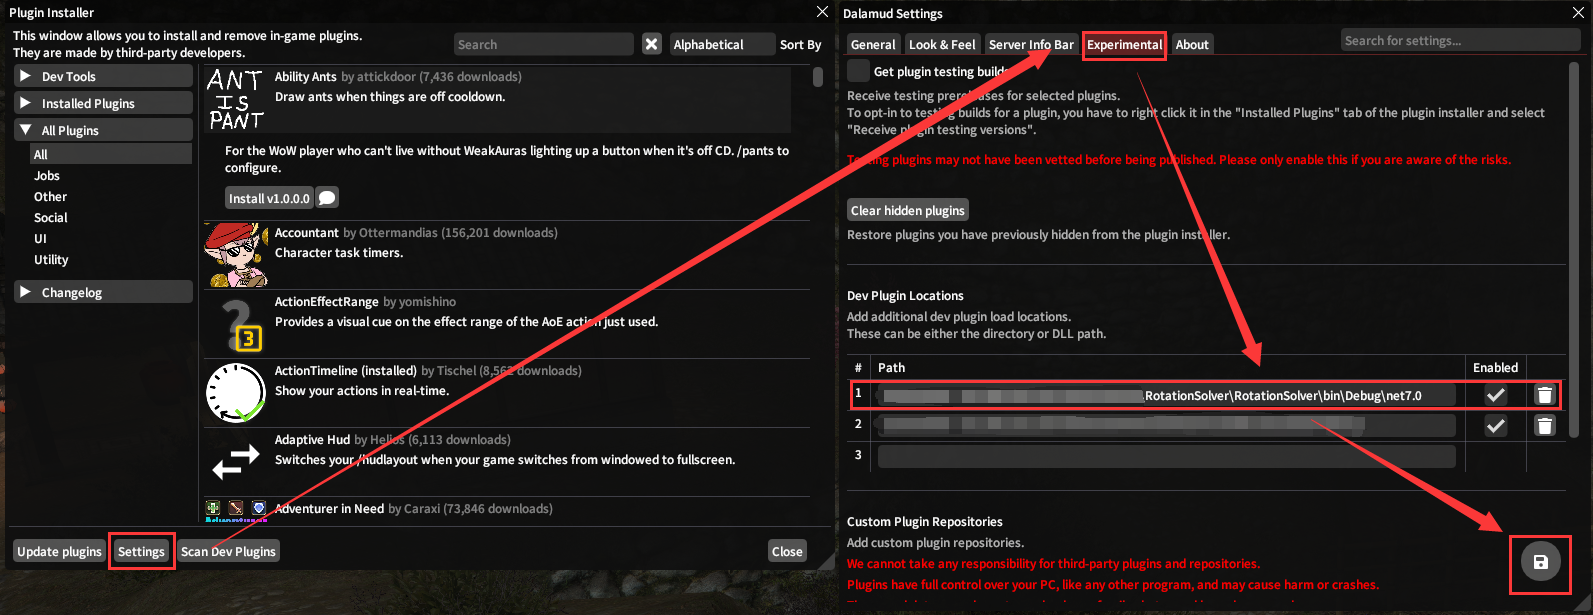 Plugin Installer
This window allows you to install and remove in-game plugins.
They are made by third-party developers.
Search
Alphabetical
Sort By
Dev Tools
Installed Plugins
All Plugins
All
Jobs
Other
Social
UI
Utility
Changelog
ANT
IS
PANT
Ability Ants by attickdoor (7,436 downloads)
Draw ants when things are off cooldown.
For the WoW player who can't live without WeakAuras lighting up a button when it's off CD. /pants to
configure.
Install v1.0.0.0
Accountant by Ottermandias (156,201 downloads)
Character task timers.
?
3
ActionEffectRange by yomishino
Provides a visual cue on the effect range of the AoE action just used.
ActionTimeline (installed) by Tischel (8,562 downloads)
Show your actions in real-time.
Adaptive Hud by Helios (6,113 downloads)
Switches your /hudlayout when your game switches from windowed to fullscreen.
Adventurer in Need by Caraxi (73,846 downloads)
Update plugins
Settings
Scan Dev Plugins
Close
Dalamud Settings
General
Look & Feel
Server Info Bar
Experimental
About
Search for settings...
Get plugin testing builds
Receive testing prereleases for selected plugins.
To opt-in to testing builds for a plugin, you have to right click it in the "Installed Plugins" tab of the plugin installer and select
"Receive plugin testing versions".
Testing plugins may not have been vetted before being published. Please only enable this if you are aware of the risks.
Clear hidden plugins
Restore plugins you have previously hidden from the plugin installer.
Dev Plugin Locations
Add additional dev plugin load locations.
These can be either the directory or DLL path.
# Path Enabled
1 \RotationSolver\RotationSolver\bin\Debug\net7.0
2
3
Custom Plugin Repositories
Add custom plugin repositories.
We cannot take any responsibility for third-party plugins and repositories.
Plugins have full control over your PC, like any other program, and may cause harm or crashes.